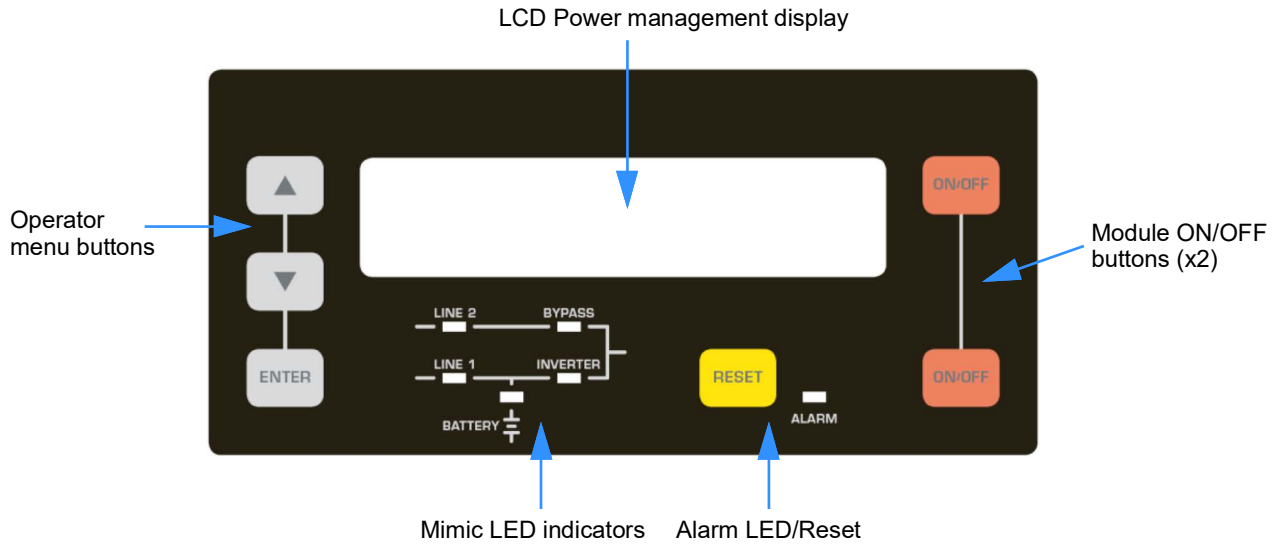 LCD Power management display
ON/OFF
Operator
menu buttons
Module ON/OFF
buttons (x2)
LINE 2
BYPASS
LINE 1
INVERTER
ENTER
RESET
ON/OFF
BATTERY
ALARM
Mimic LED indicators
Alarm LED/Reset